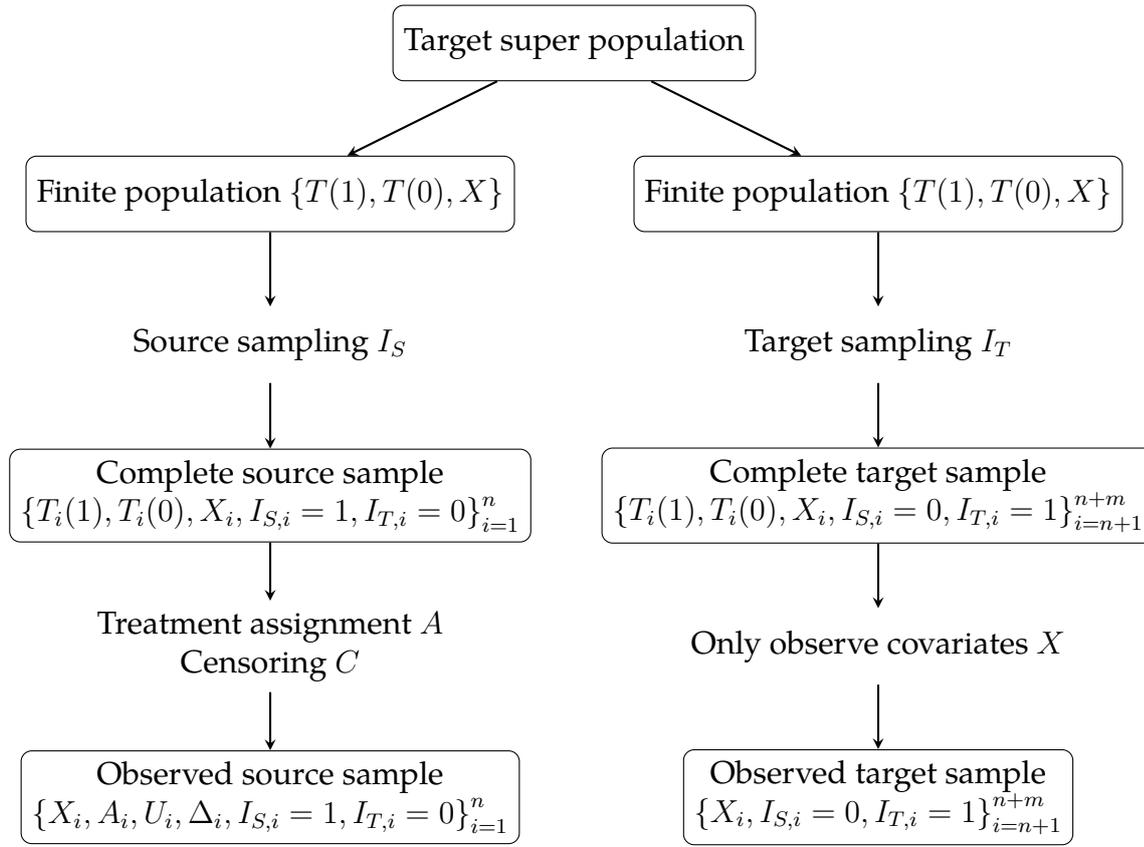 Target super population
Finite population {T(1), T(0), X}
Finite population {T(1), T(0), X}
Source sampling I_S
Target sampling I_T
Complete source sample
{T_i(1), T_i(0), X_i, I_{S,i} = 1, I_{T,i} = 0}_{i=1}^{n}
Complete target sample
{T_i(1), T_i(0), X_i, I_{S,i} = 0, I_{T,i} = 1}_{i=n+1}^{n+m}
Treatment assignment A
Censoring C
Only observe covariates X
Observed source sample
{X_i, A_i, U_i, Δ_i, I_{S,i} = 1, I_{T,i} = 0}_{i=1}^{n}
Observed target sample
{X_i, I_{S,i} = 0, I_{T,i} = 1}_{i=n+1}^{n+m}